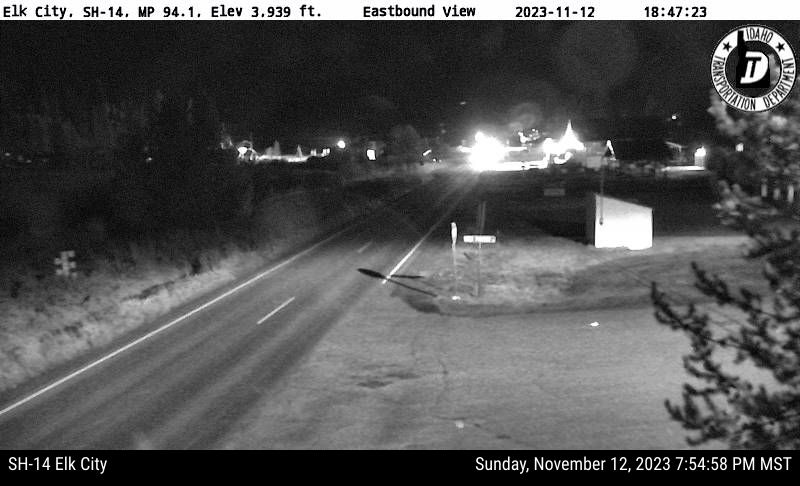 Elk City, SH-14, MP 94.1, Elev 3,939 ft. Eastbound View 2023-11-12 18:47:23
IDAHO
TRANSPORTATION DEPARTMENT
SH-14 Elk City Sunday, November 12, 2023 7:54:58 PM MST